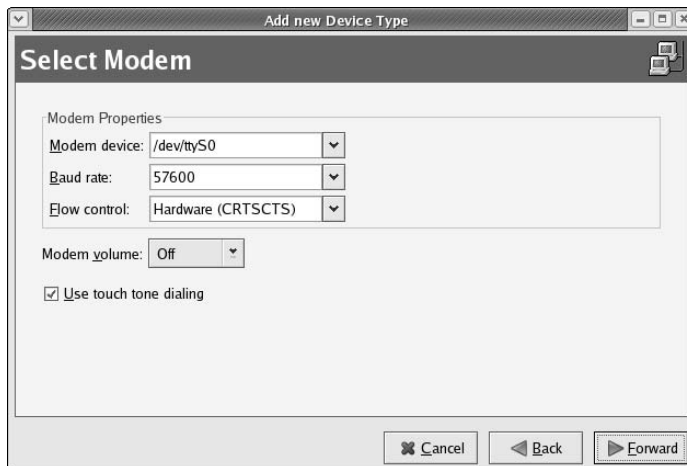 Add new Device Type
Select Modem
Modem Properties
Modem device: /dev/ttyS0
Baud rate: 57600
Flow control: Hardware (CRTSCTS)
Modem volume: Off
Use touch tone dialing
Cancel Back Forward